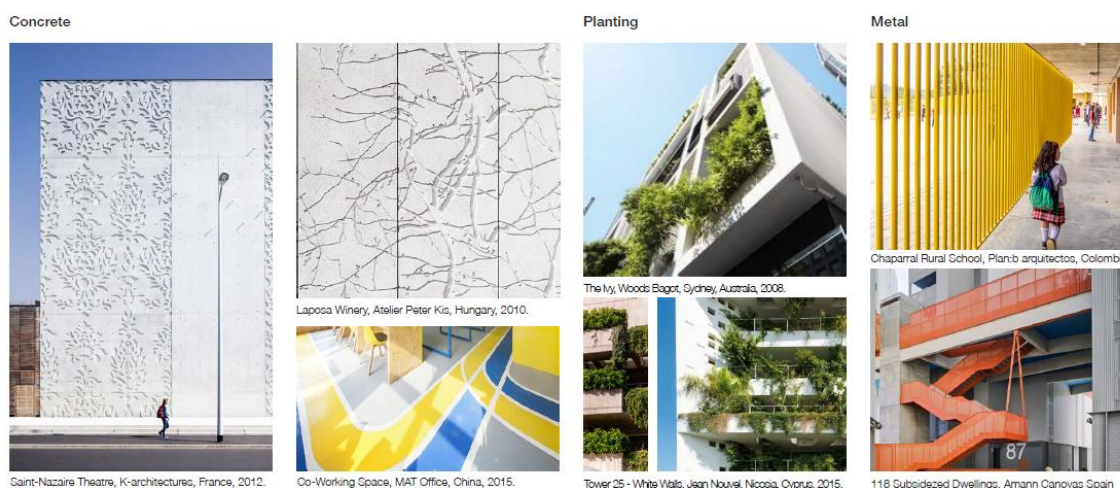 Concrete
Planting
Metal
Saint-Nazaire Theatre, K-architectures, France, 2012.
Laposa Winery, Atelier Peter Kis, Hungary, 2010.
Co-Working Space, MAT Office, China, 2015.
The Ivy, Woods Bagot, Sydney, Australia, 2008.
Tower 25 - White Walls, Jean Nouvel, Nicosia, Cyprus, 2015.
Chaparral Rural School, Plan:b arquitectos, Colombi
87
118 Subsidezed Dwellings, Amann Canovas Spain